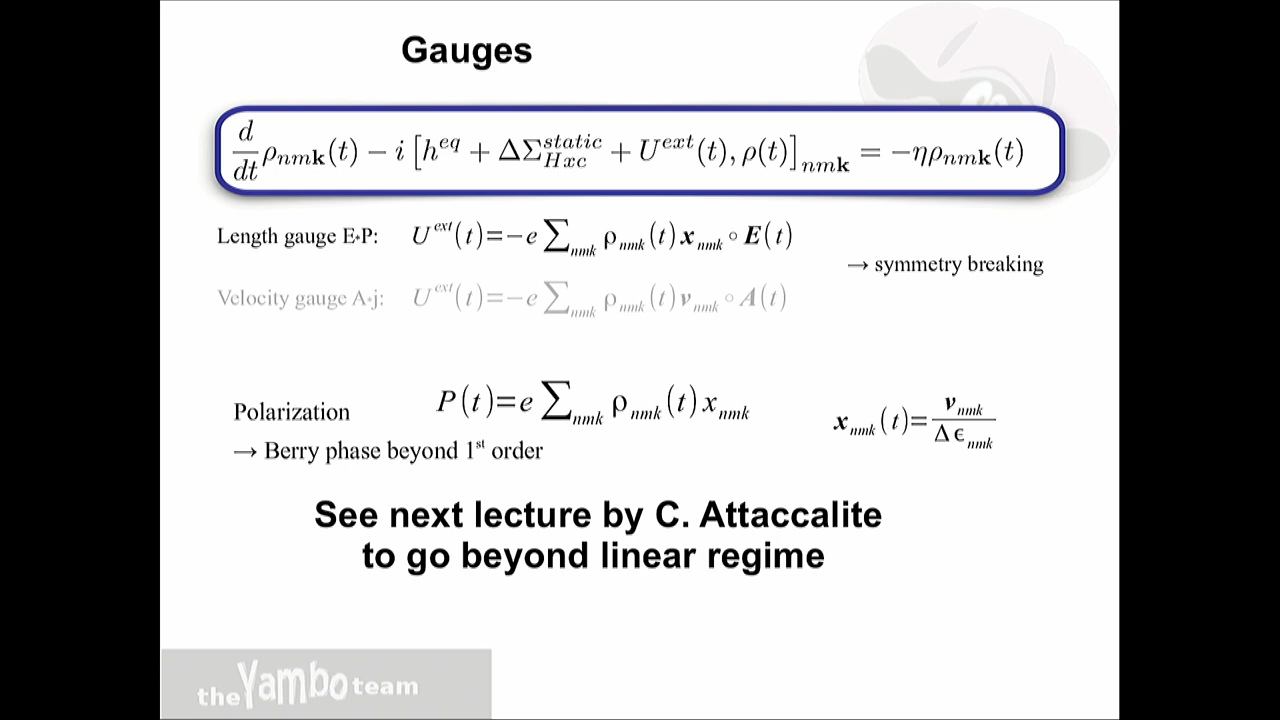 Gauges
d/dt ρ_{nmk}(t) − i [h^{eq} + ΔΣ^{static}_{Hxc} + U^{ext}(t), ρ(t)]_{nmk} = −ηρ_{nmk}(t)
Length gauge E·P: U^{ext}(t)=−e ∑_{nmk} ρ_{nmk}(t) x_{nmk} ∘ E(t)
→ symmetry breaking
Velocity gauge A·j: U^{ext}(t)=−e ∑_{nmk} ρ_{nmk}(t) v_{nmk} ∘ A(t)
Polarization P(t)=e ∑_{nmk} ρ_{nmk}(t) x_{nmk}
x_{nmk}(t)= v_{nmk} / Δϵ_{nmk}
→ Berry phase beyond 1st order
See next lecture by C. Attaccalite
to go beyond linear regime
the Yambo team